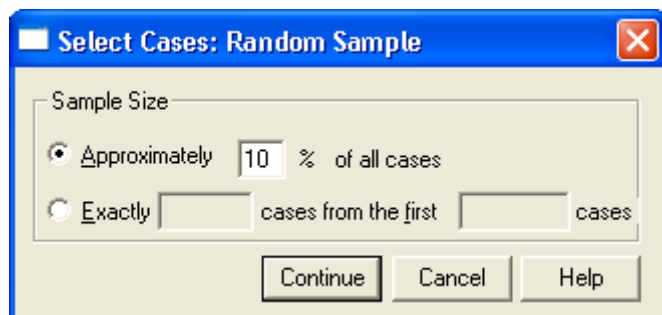 Select Cases: Random Sample
Sample Size
Approximately 10 % of all cases
Exactly cases from the first cases
Continue Cancel Help